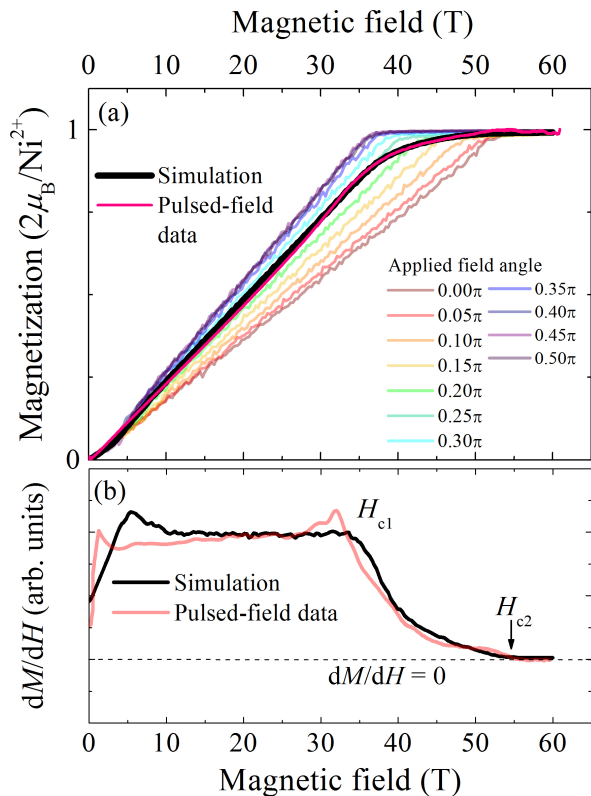 Magnetic field (T)
0 10 20 30 40 50 60
(a)
1
Simulation
Pulsed-field
data
Applied field angle
0.00π 0.35π
0.05π 0.40π
0.10π 0.45π
0.15π 0.50π
0.20π
0.25π
0.30π
Magnetization (2μ_B/Ni²⁺)
0
(b)
H_c1
Simulation
Pulsed-field data
H_c2
dM/dH = 0
dM/dH (arb. units)
0 10 20 30 40 50 60
Magnetic field (T)